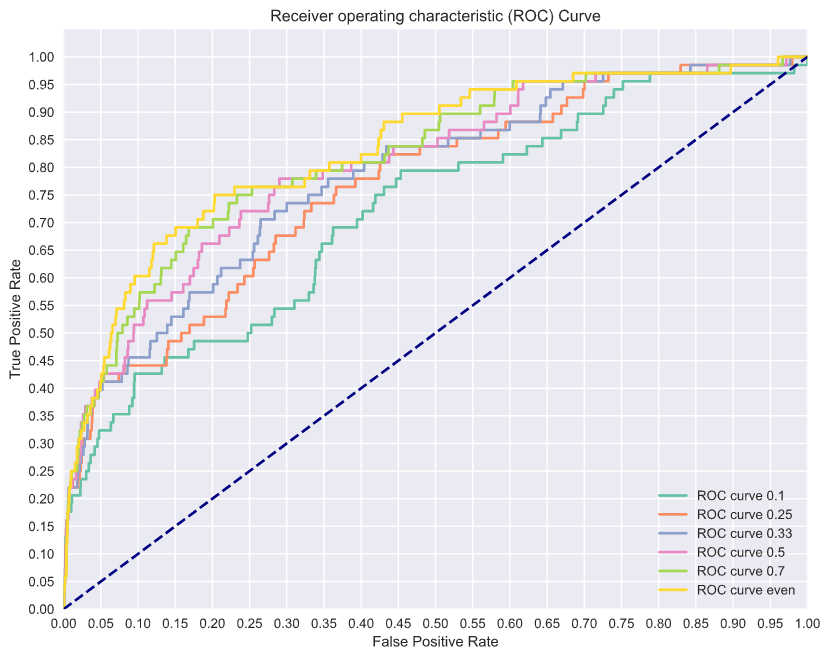 Receiver operating characteristic (ROC) Curve
True Positive Rate
1.00
0.95
0.90
0.85
0.80
0.75
0.70
0.65
0.60
0.55
0.50
0.45
0.40
0.35
0.30
0.25
0.20
0.15
0.10
0.05
0.00
ROC curve 0.1
ROC curve 0.25
ROC curve 0.33
ROC curve 0.5
ROC curve 0.7
ROC curve even
0.00 0.05 0.10 0.15 0.20 0.25 0.30 0.35 0.40 0.45 0.50 0.55 0.60 0.65 0.70 0.75 0.80 0.85 0.90 0.95 1.00
False Positive Rate